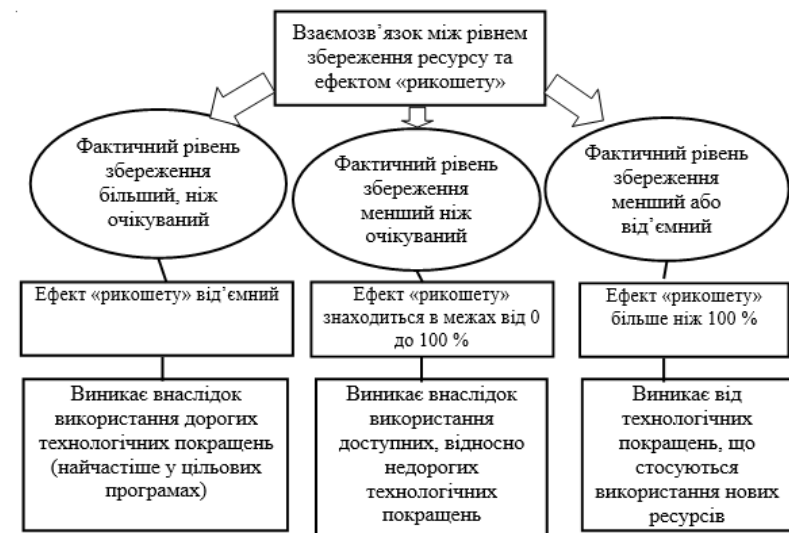 Взаємозв’язок між рівнем
збереження ресурсу та
ефектом «рикошету»
Фактичний рівень
збереження
більший, ніж
очікуваний
Фактичний рівень
збереження
менший ніж
очікуваний
Фактичний рівень
збереження
менший або
від’ємний
Ефект «рикошету» від’ємний
Ефект «рикошету»
знаходиться в межах від 0
до 100 %
Ефект «рикошету»
більше ніж 100 %
Виникає внаслідок
використання дорогих
технологічних покращень
(найчастіше у цільових
програмах)
Виникає внаслідок
використання
доступних, відносно
недорогих
технологічних
покращень
Виникає від
технологічних
покращень, що
стосуються
використання нових
ресурсів